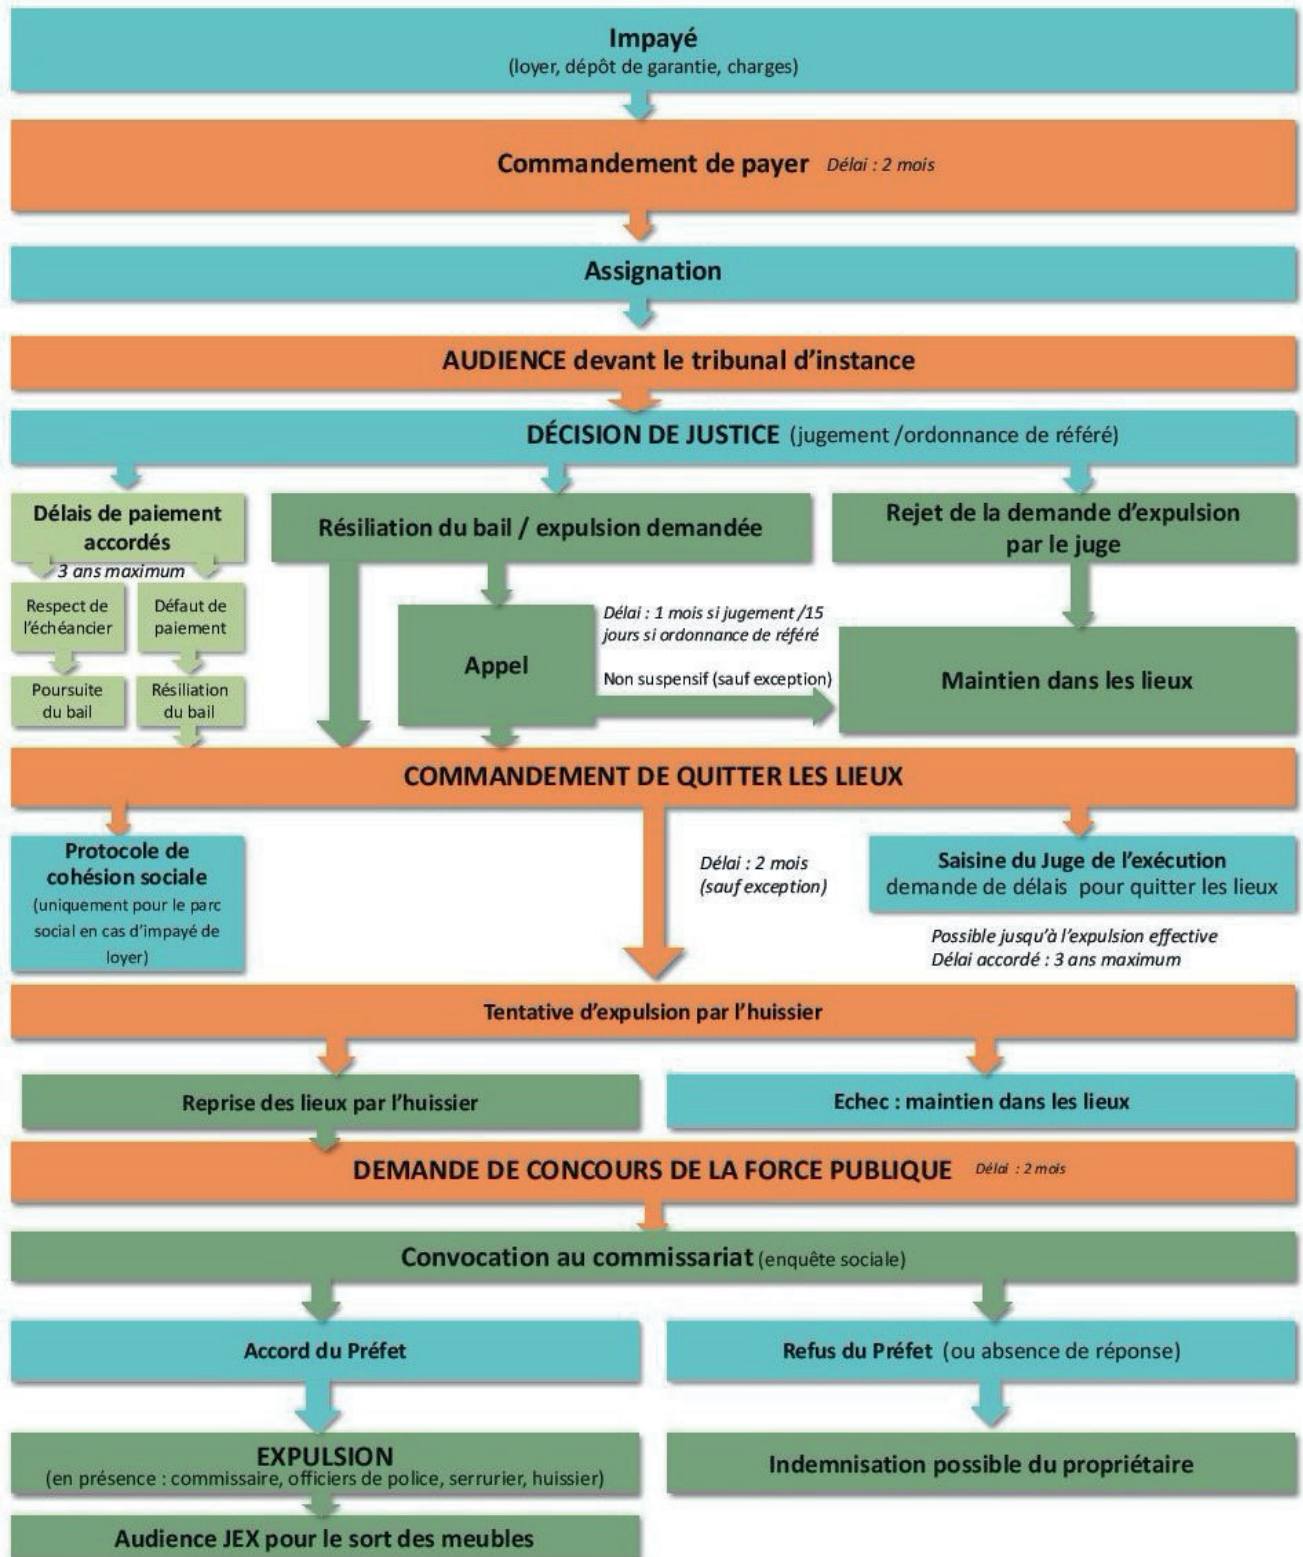 Impayé
(loyer, dépôt de garantie, charges)
Commandement de payer Délai : 2 mois
Assignation
AUDIENCE devant le tribunal d’instance
DÉCISION DE JUSTICE (jugement /ordonnance de référé)
Délais de paiement
accordés
3 ans maximum
Respect de
l’échéancier
Défaut de
paiement
Poursuite
du bail
Résiliation
du bail
Résiliation du bail / expulsion demandée
Appel
Délai : 1 mois si jugement /15
jours si ordonnance de référé
Non suspensif (sauf exception)
Rejet de la demande d’expulsion
par le juge
Maintien dans les lieux
COMMANDEMENT DE QUITTER LES LIEUX
Protocole de
cohésion sociale
(uniquement pour le parc
social en cas d’impayé de
loyer)
Délai : 2 mois
(sauf exception)
Saisine du Juge de l’exécution
demande de délais pour quitter les lieux
Possible jusqu’à l’expulsion effective
Délai accordé : 3 ans maximum
Tentative d’expulsion par l’huissier
Reprise des lieux par l’huissier
Echec : maintien dans les lieux
DEMANDE DE CONCOURS DE LA FORCE PUBLIQUE Délai : 2 mois
Convocation au commissariat (enquête sociale)
Accord du Préfet
Refus du Préfet (ou absence de réponse)
EXPULSION
(en présence : commissaire, officiers de police, serrurier, huissier)
Indemnisation possible du propriétaire
Audience JEX pour le sort des meubles